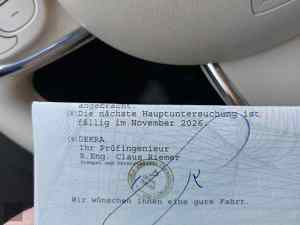 angebracht.
(K)Die nächste Hauptuntersuchung ist
fällig im November 2026.
DEKRA
Ihr Prüfingenieur
B.Eng. Claus Riemer
Wir wünschen Ihnen eine gute Fahrt.